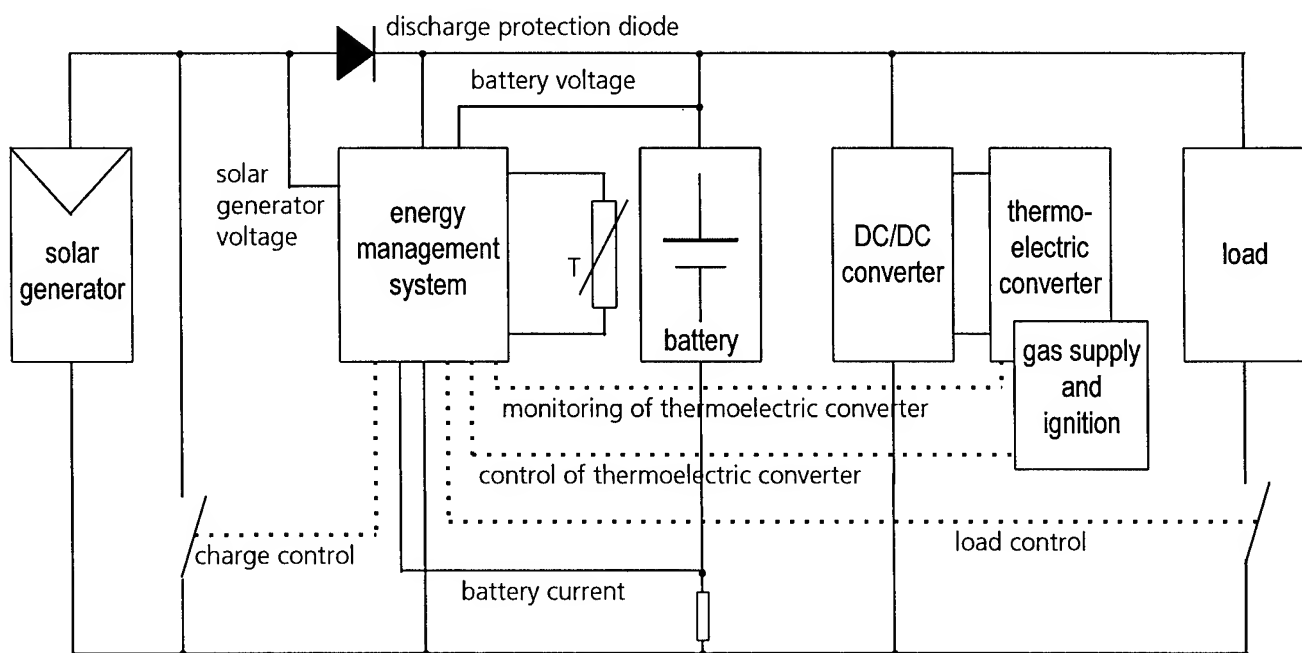 discharge protection diode
battery voltage
solar
generator
voltage
solar
generator
energy
management
system
T
battery
DC/DC
converter
thermo-
electric
converter
gas supply
and
ignition
load
monitoring of thermoelectric converter
control of thermoelectric converter
charge control
load control
battery current